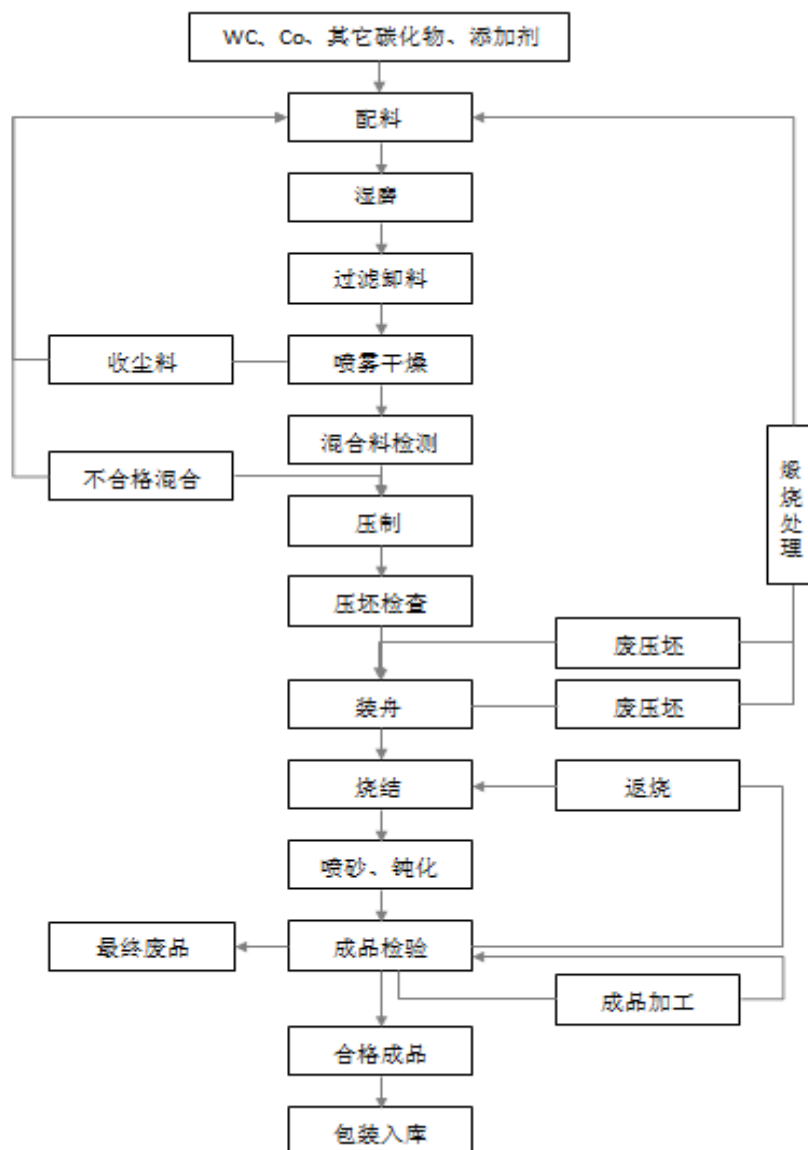 WC、Co、其它碳化物、添加剂
配料
湿磨
过滤卸料
收尘料
喷雾干燥
混合料检测
不合格混合
煅烧处理
压制
压坯检查
废压坯
装舟
废压坯
烧结
返烧
喷砂、钝化
最终废品
成品检验
成品加工
合格成品
包装入库